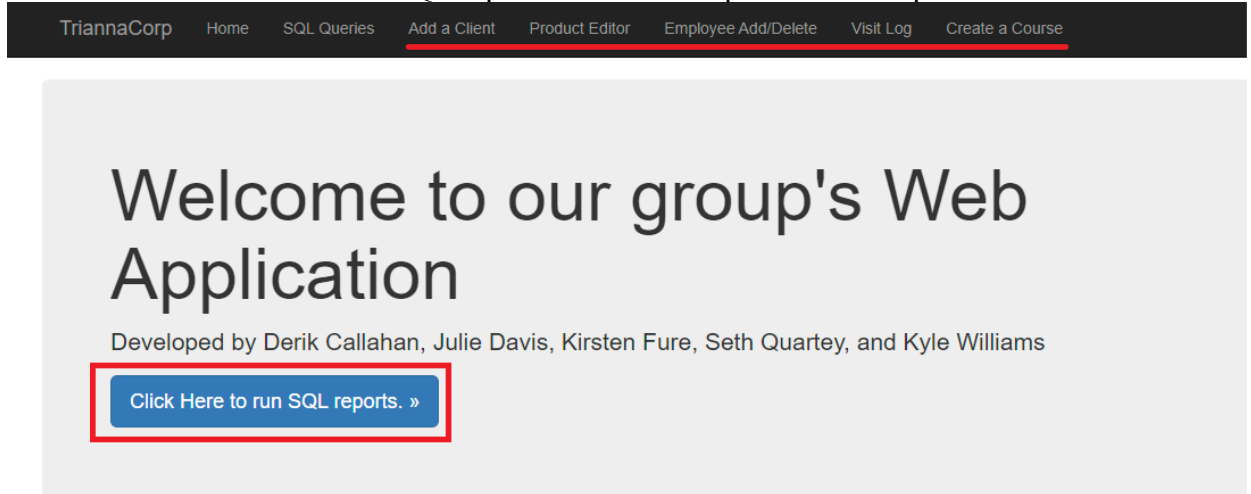 TriannaCorp Home SQL Queries Add a Client Product Editor Employee Add/Delete Visit Log Create a Course
Welcome to our group's Web
Application
Developed by Derik Callahan, Julie Davis, Kirsten Fure, Seth Quartey, and Kyle Williams
Click Here to run SQL reports. »